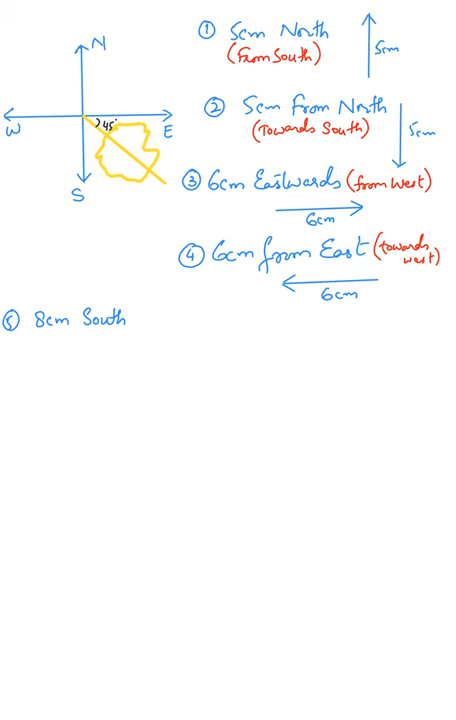 N
45°
W
E
S
① 5cm North
(From South)
5cm
② 5cm from North
(Towards South)
5cm
③ 6cm Eastwards (from West)
6cm
④ 6cm from East (towards
west)
6cm
⑤ 8cm South